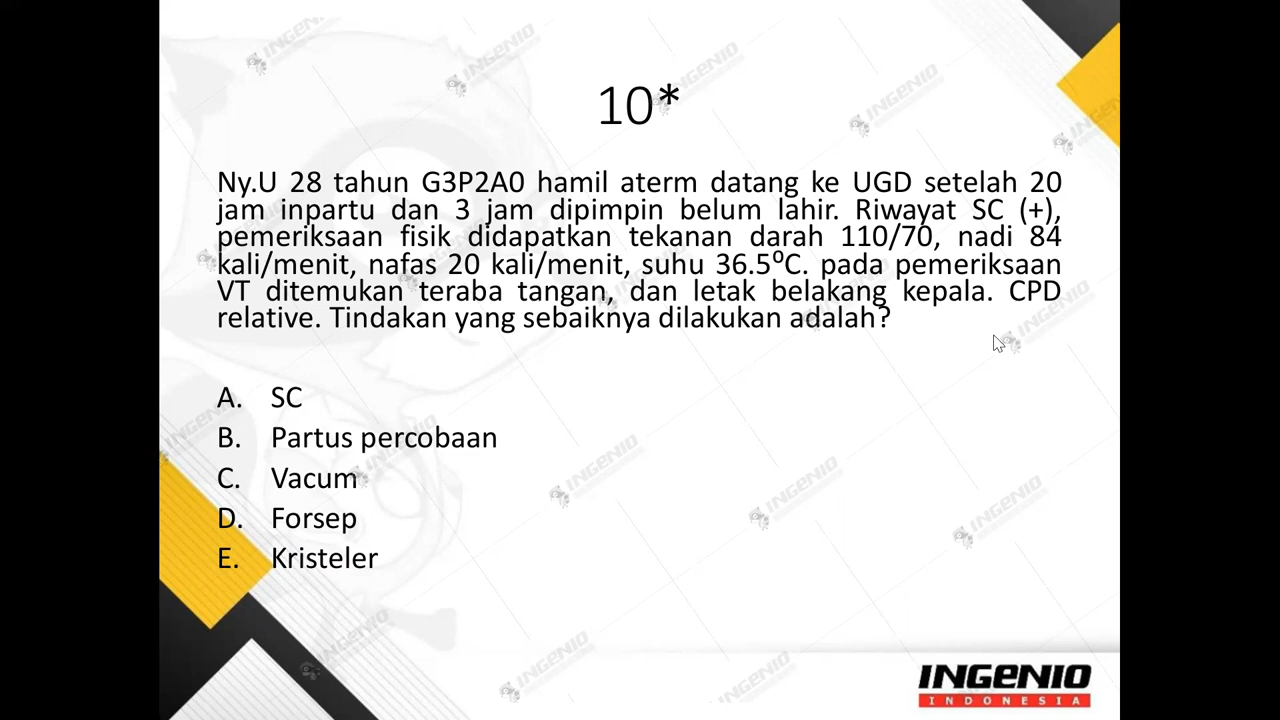 10*
Ny.U 28 tahun G3P2A0 hamil aterm datang ke UGD setelah 20
jam inpartu dan 3 jam dipimpin belum lahir. Riwayat SC (+),
pemeriksaan fisik didapatkan tekanan darah 110/70, nadi 84
kali/menit, nafas 20 kali/menit, suhu 36.5⁰C. pada pemeriksaan
VT ditemukan teraba tangan, dan letak belakang kepala. CPD
relative. Tindakan yang sebaiknya dilakukan adalah?
A. SC
B. Partus percobaan
C. Vacum
D. Forsep
E. Kristeler
INGENIO
INDONESIA